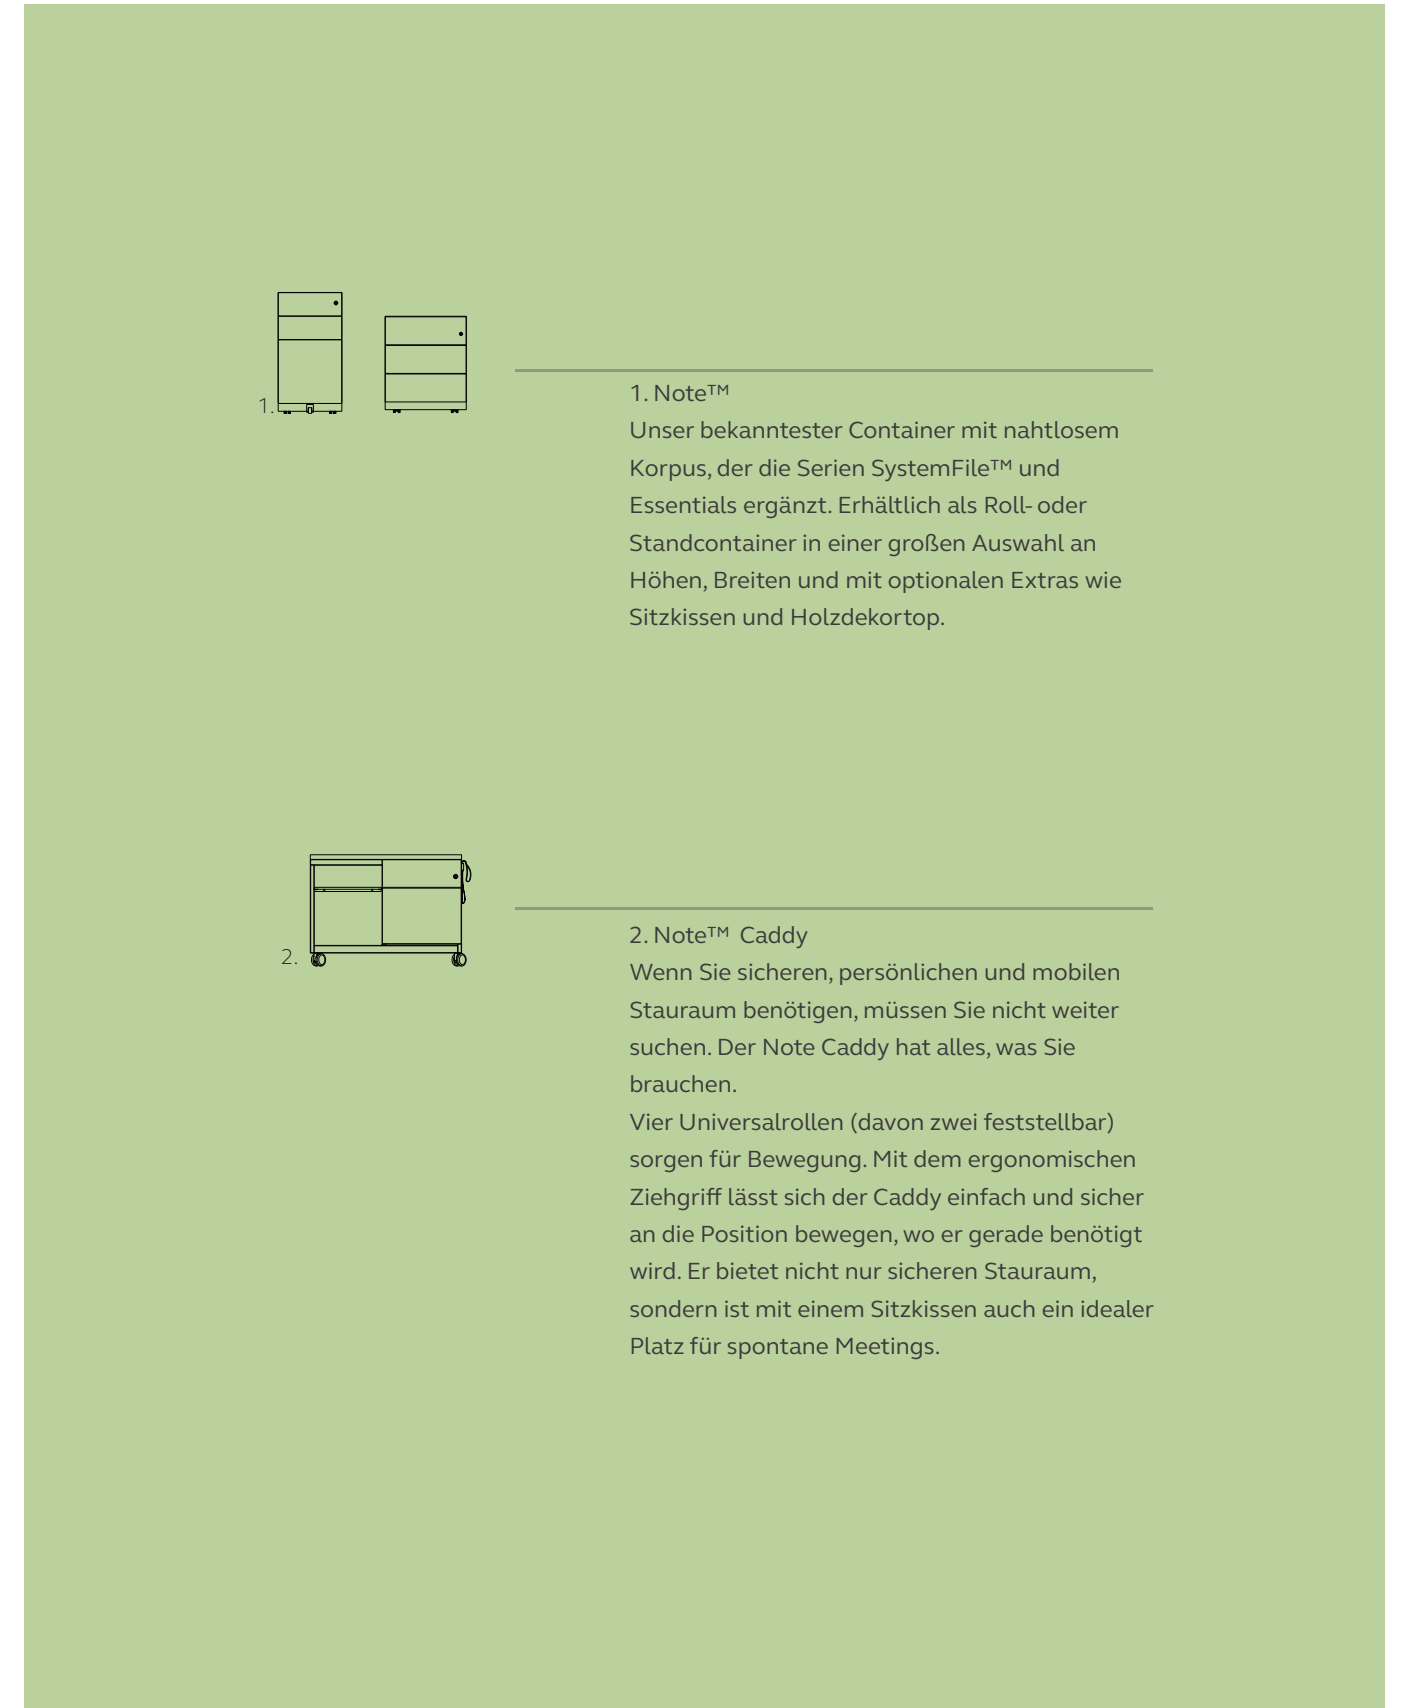 1.
1. Note™
Unser bekanntester Container mit nahtlosem
Korpus, der die Serien SystemFile™ und
Essentials ergänzt. Erhältlich als Roll- oder
Standcontainer in einer großen Auswahl an
Höhen, Breiten und mit optionalen Extras wie
Sitzkissen und Holzdekortop.
2.
2. Note™ Caddy
Wenn Sie sicheren, persönlichen und mobilen
Stauraum benötigen, müssen Sie nicht weiter
suchen. Der Note Caddy hat alles, was Sie
brauchen.
Vier Universalrollen (davon zwei feststellbar)
sorgen für Bewegung. Mit dem ergonomischen
Ziehgriff lässt sich der Caddy einfach und sicher
an die Position bewegen, wo er gerade benötigt
wird. Er bietet nicht nur sicheren Stauraum,
sondern ist mit einem Sitzkissen auch ein idealer
Platz für spontane Meetings.